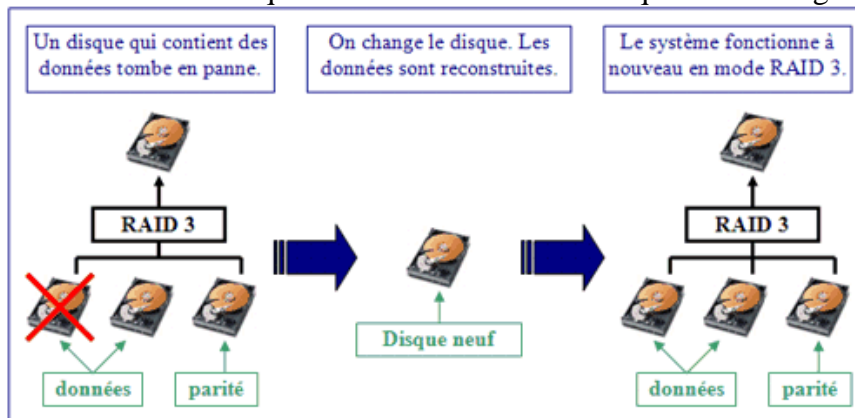 Un disque qui contient des
données tombe en panne.
On change le disque. Les
données sont reconstruites.
Le système fonctionne à
nouveau en mode RAID 3.
RAID 3
RAID 3
Disque neuf
données
parité
données
parité